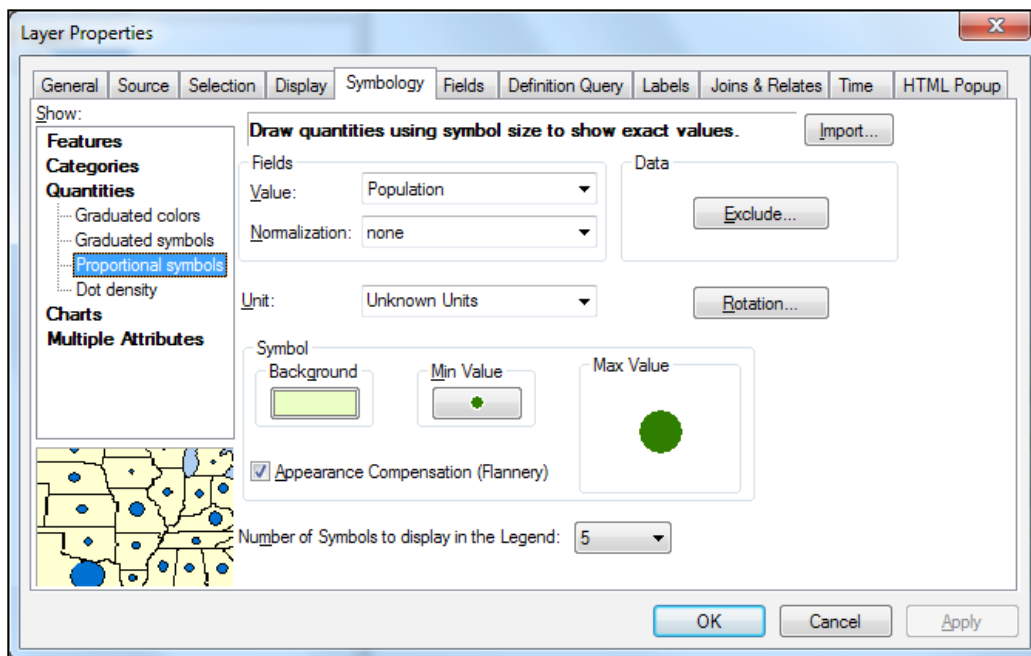 Layer Properties
General Source Selection Display Symbology Fields Definition Query Labels Joins & Relates Time HTML Popup
Show:
Features
Categories
Quantities
Graduated colors
Graduated symbols
Proportional symbols
Dot density
Charts
Multiple Attributes
Draw quantities using symbol size to show exact values.
Import...
Fields
Value: Population
Normalization: none
Data
Exclude...
Unit: Unknown Units
Rotation...
Symbol
Background
Min Value
Max Value
Appearance Compensation (Flannery)
Number of Symbols to display in the Legend: 5
OK Cancel Apply